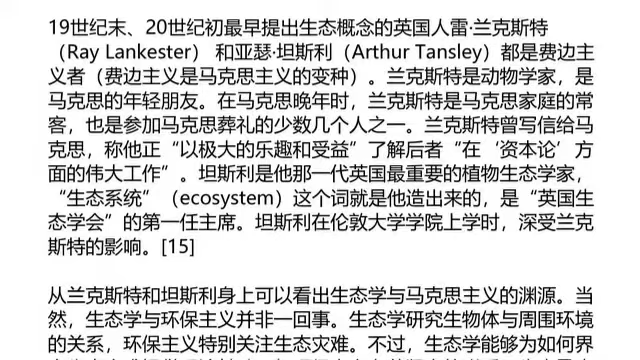 19世纪末、20世纪初最早提出生态概念的英国人雷·兰克斯特
（Ray Lankester） 和亚瑟·坦斯利（Arthur Tansley）都是费边主
义者（费边主义是马克思主义的变种）。兰克斯特是动物学家，是
马克思的年轻朋友。在马克思晚年时，兰克斯特是马克思家庭的常
客，也是参加马克思葬礼的少数几个人之一。兰克斯特曾写信给马
克思，称他正“以极大的乐趣和受益”了解后者“在‘资本论’方
面的伟大工作”。坦斯利是他那一代英国最重要的植物生态学家，
“生态系统”（ecosystem）这个词就是他造出来的，是“英国生
态学会”的第一任主席。坦斯利在伦敦大学学院上学时，深受兰克
斯特的影响。[15]
从兰克斯特和坦斯利身上可以看出生态学与马克思主义的渊源。当
然，生态学与环保主义并非一回事。生态学研究生物体与周围环境
的关系，环保主义特别关注生态灾难。不过，生态学能够为如何界